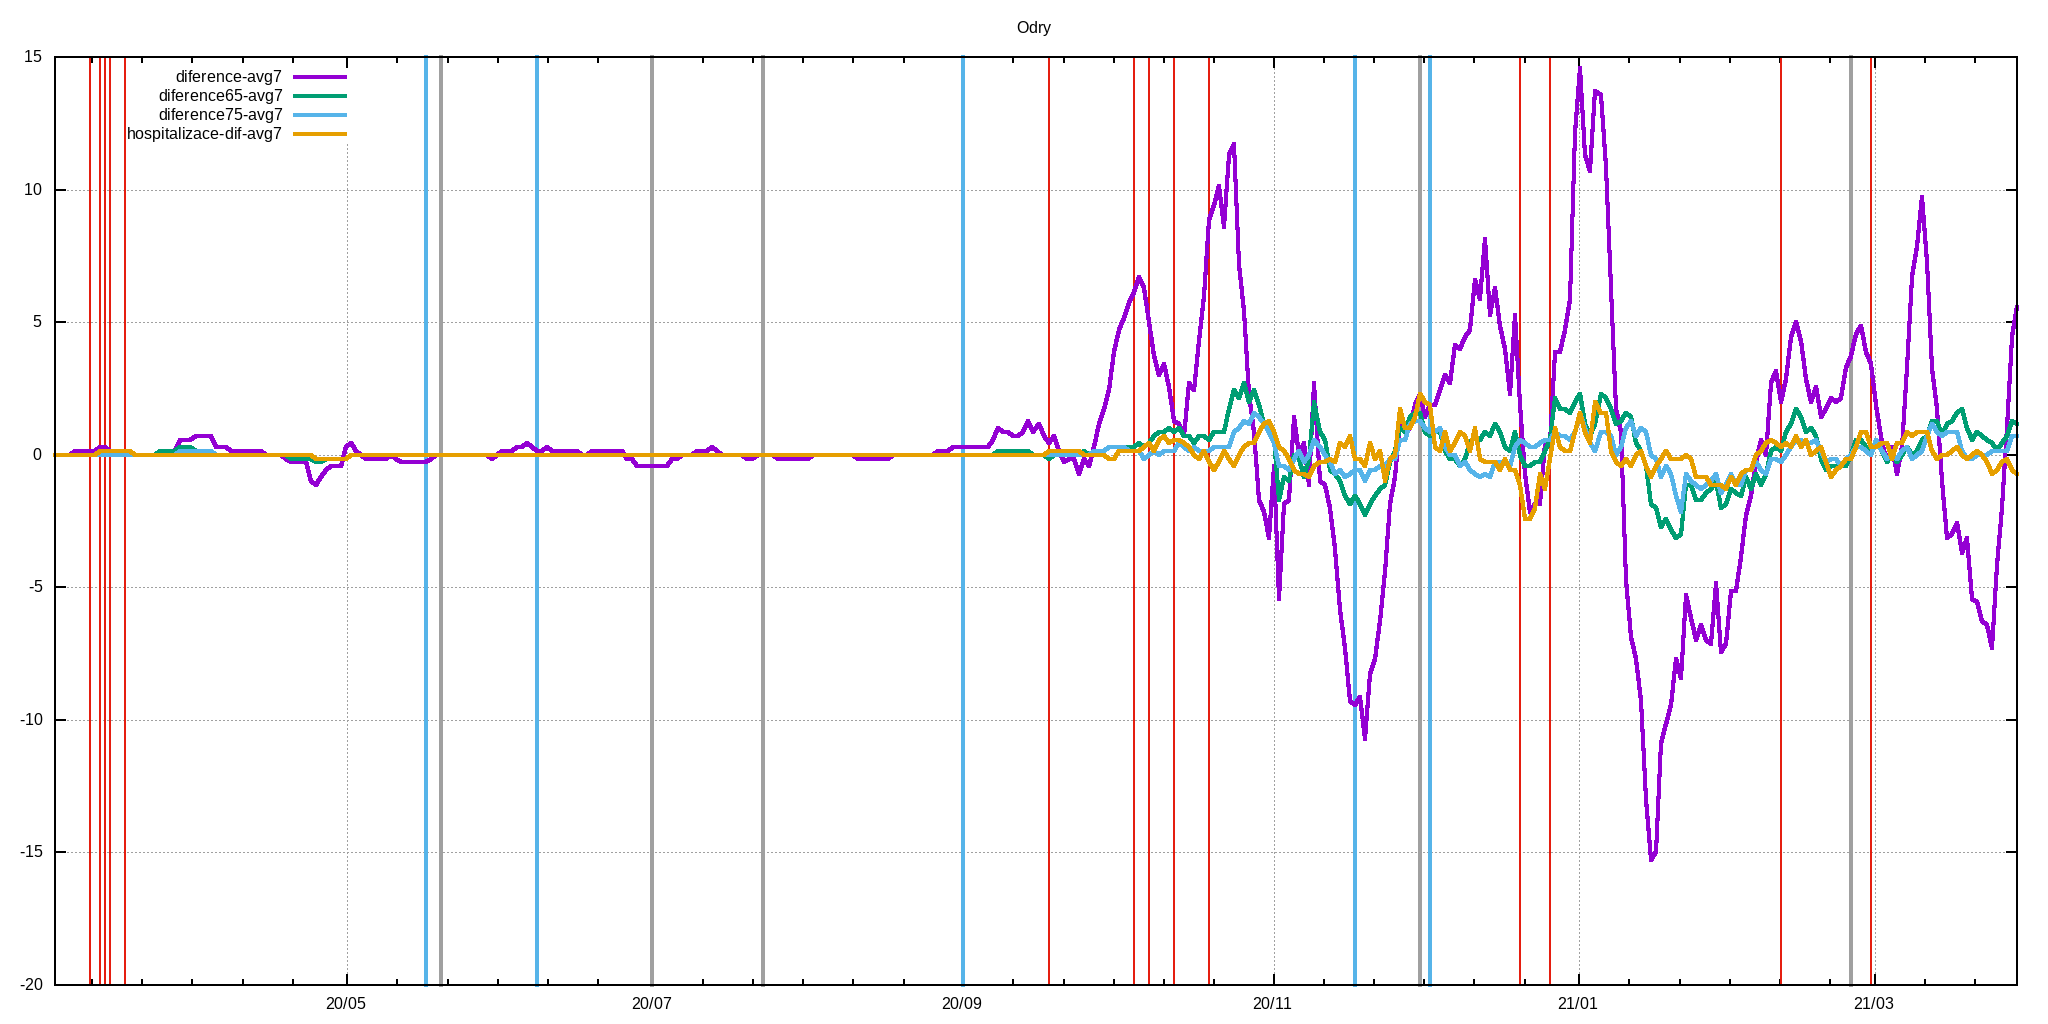 Odry
15
diference-avg7
diference65-avg7
diference75-avg7
hospitalizace-dif-avg7
10
5
0
-5
-10
-15
-20
20/05 20/07 20/09 20/11 21/01 21/03